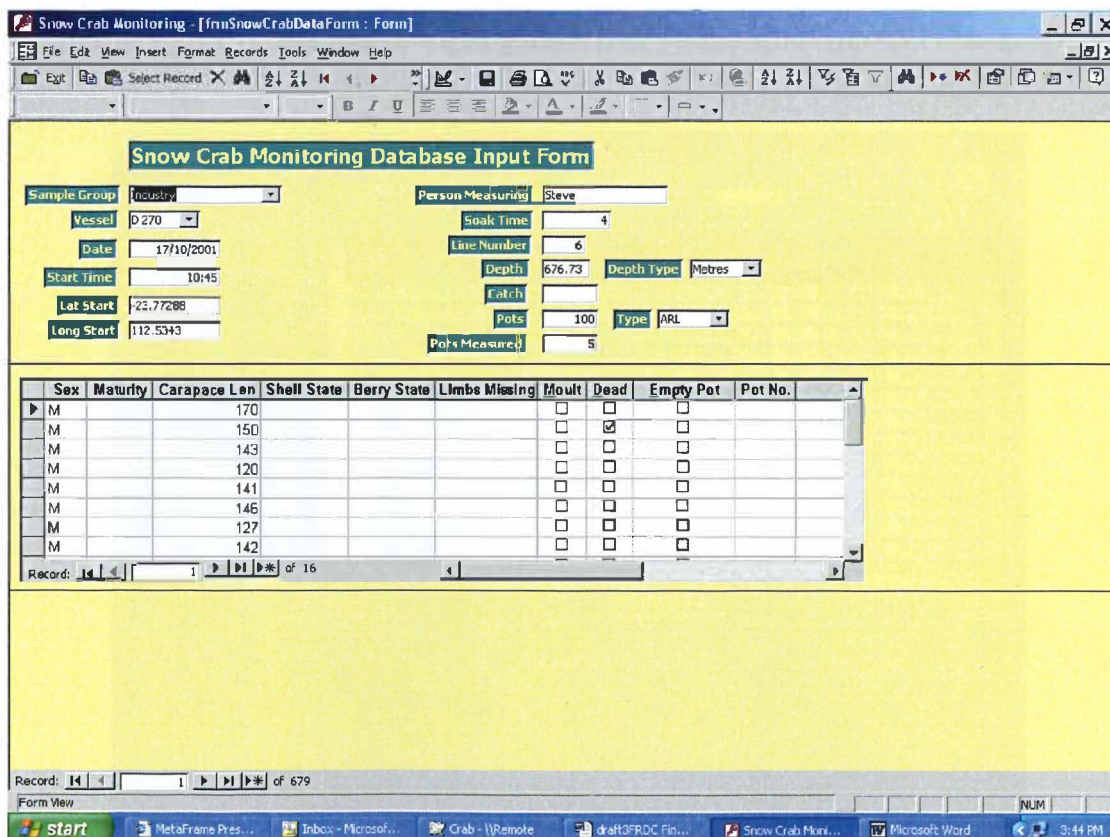 Snow Crab Monitoring - [frmSnowCrabDataForm : Form]
File Edit View Insert Format Records Tools Window Help
Exit Select Record
B I U
Snow Crab Monitoring Database Input Form
Sample Group Industry Person Measuring Steve
Vessel D 270 Soak Time 4
Date 17/10/2001 Line Number 6
Start Time 10:45 Depth 676.73 Depth Type Metres
Lat Start -23.77288 Catch
Long Start 112.5343 Pots 100 Type ARL
Pots Measured 5
Sex Maturity Carapace Len Shell State Berry State Limbs Missing Moult Dead Empty Pot Pot No.
M 170
M 150
M 143
M 120
M 141
M 146
M 127
M 142
Record: 1 of 16
Record: 1 of 679
Form View NUM
start MetaFrame Pres... Inbox - Microsof... Crab - \\Remote draft3FRDC Fin... Snow Crab Moni... Microsoft Word 3:44 PM